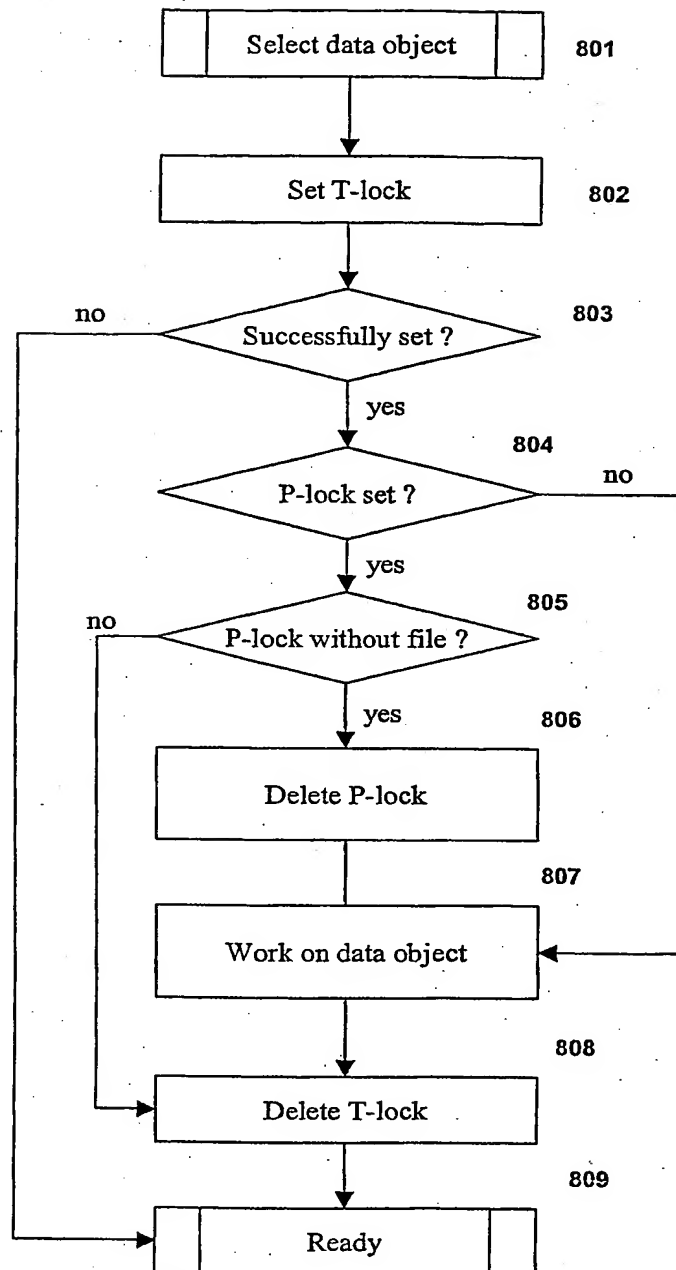 Select data object
801
Set T-lock
802
Successfully set ?
803
no
yes
804
P-lock set ?
no
yes
805
no
P-lock without file ?
yes
806
Delete P-lock
807
Work on data object
808
Delete T-lock
809
Ready